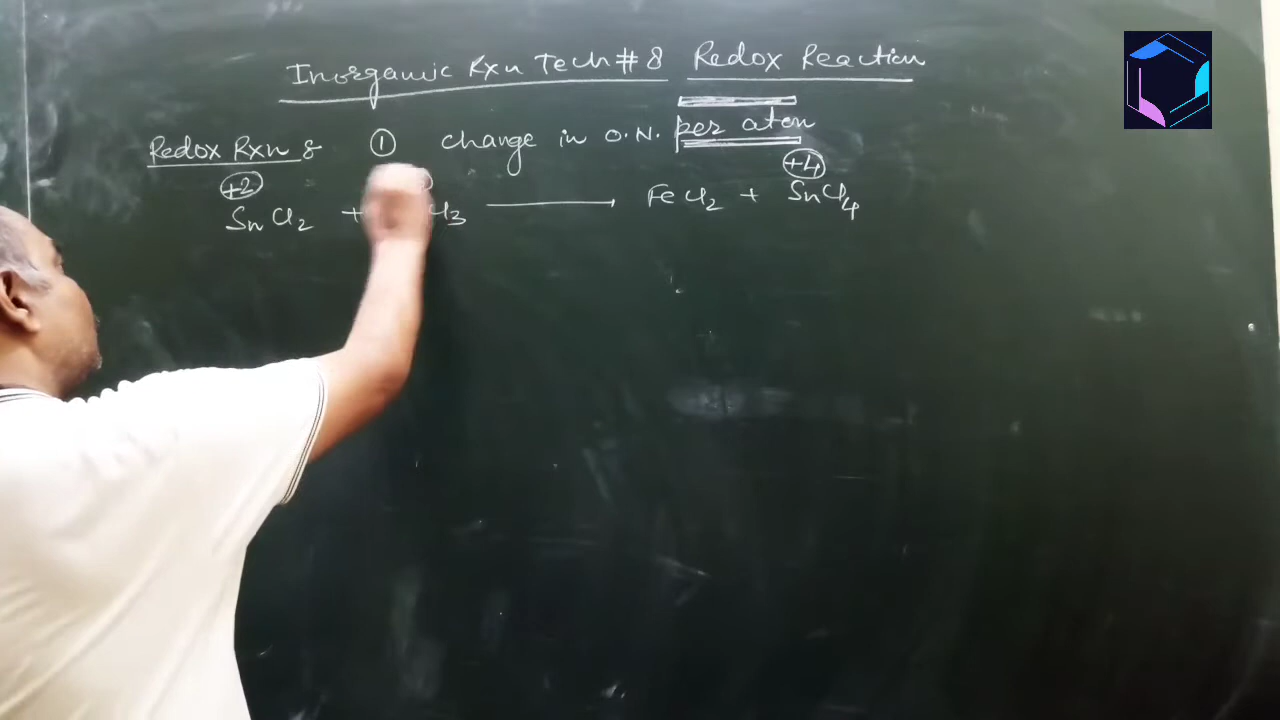 Inorganic Rxn Tech # 8 Redox Reaction
Redox Rxn 8 ① change in O.N. per atom
+2 +4
SnCl2 + Cl3 ⟶ FeCl2 + SnCl4